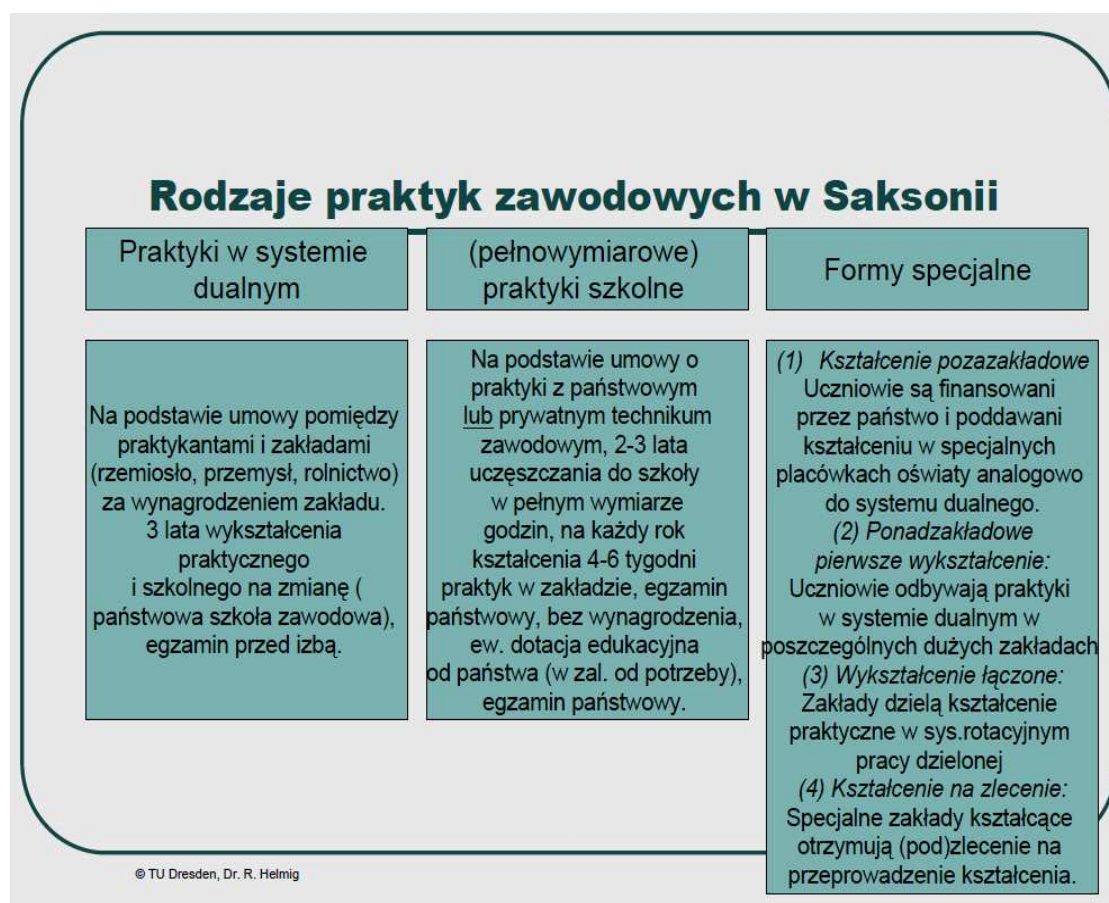 Rodzaje praktyk zawodowych w Saksonii
Praktyki w systemie
dualnym
Na podstawie umowy pomiędzy
praktykantami i zakładami
(rzemiosło, przemysł, rolnictwo)
za wynagrodzeniem zakładu.
3 lata wykształcenia
praktycznego
i szkolnego na zmianę (
państwowa szkoła zawodowa),
egzamin przed izbą.
(pełnowymiarowe)
praktyki szkolne
Na podstawie umowy o
praktyki z państwowym
lub prywatnym technikum
zawodowym, 2-3 lata
uczęszczania do szkoły
w pełnym wymiarze
godzin, na każdy rok
kształcenia 4-6 tygodni
praktyk w zakładzie, egzamin
państwowy, bez wynagrodzenia,
ew. dotacja edukacyjna
od państwa (w zal. od potrzeby),
egzamin państwowy.
Formy specjalne
(1) Kształcenie pozazakładowe
Uczniowie są finansowani
przez państwo i poddawani
kształceniu w specjalnych
placówkach oświaty analogowo
do systemu dualnego.
(2) Ponadzakładowe
pierwsze wykształcenie:
Uczniowie odbywają praktyki
w systemie dualnym w
poszczególnych dużych zakładach
(3) Wykształcenie łączone:
Zakłady dzielą kształcenie
praktyczne w sys.rotacyjnym
pracy dzielonej
(4) Kształcenie na zlecenie:
Specjalne zakłady kształcące
otrzymują (pod)zlecenie na
przeprowadzenie kształcenia.
© TU Dresden, Dr. R. Helmig